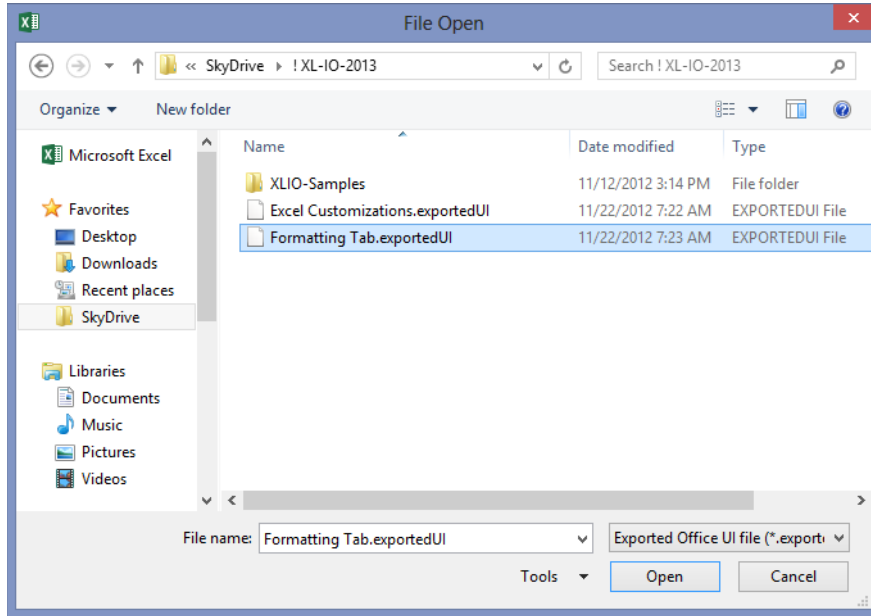 File Open
« SkyDrive ! XL-IO-2013
Search ! XL-IO-2013
Organize New folder
Microsoft Excel
Favorites
Desktop
Downloads
Recent places
SkyDrive
Libraries
Documents
Music
Pictures
Videos
Name Date modified Type
XLIO-Samples 11/12/2012 3:14 PM File folder
Excel Customizations.exportedUI 11/22/2012 7:22 AM EXPORTEDUI File
Formatting Tab.exportedUI 11/22/2012 7:23 AM EXPORTEDUI File
File name: Formatting Tab.exportedUI Exported Office UI file (*.exporte
Tools Open Cancel